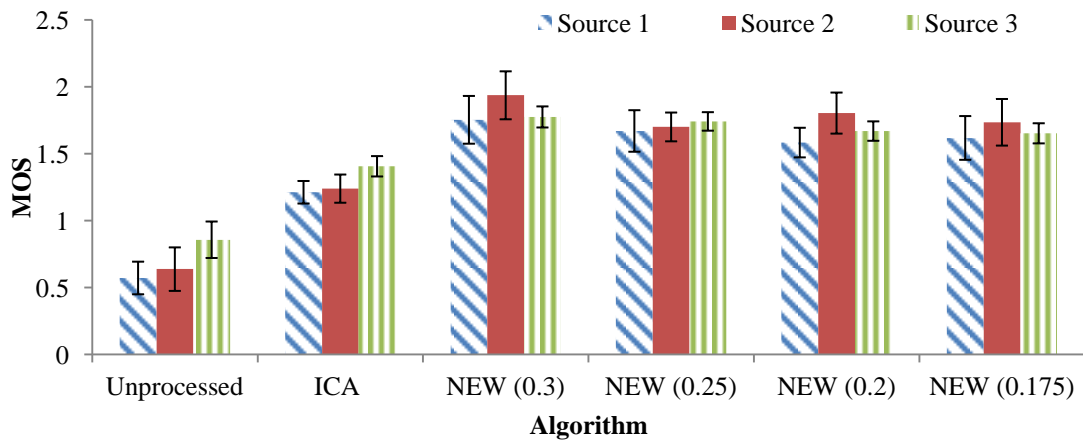 2.5
2
1.5
1
0.5
0
MOS
Source 1 Source 2 Source 3
Unprocessed ICA NEW (0.3) NEW (0.25) NEW (0.2) NEW (0.175)
Algorithm